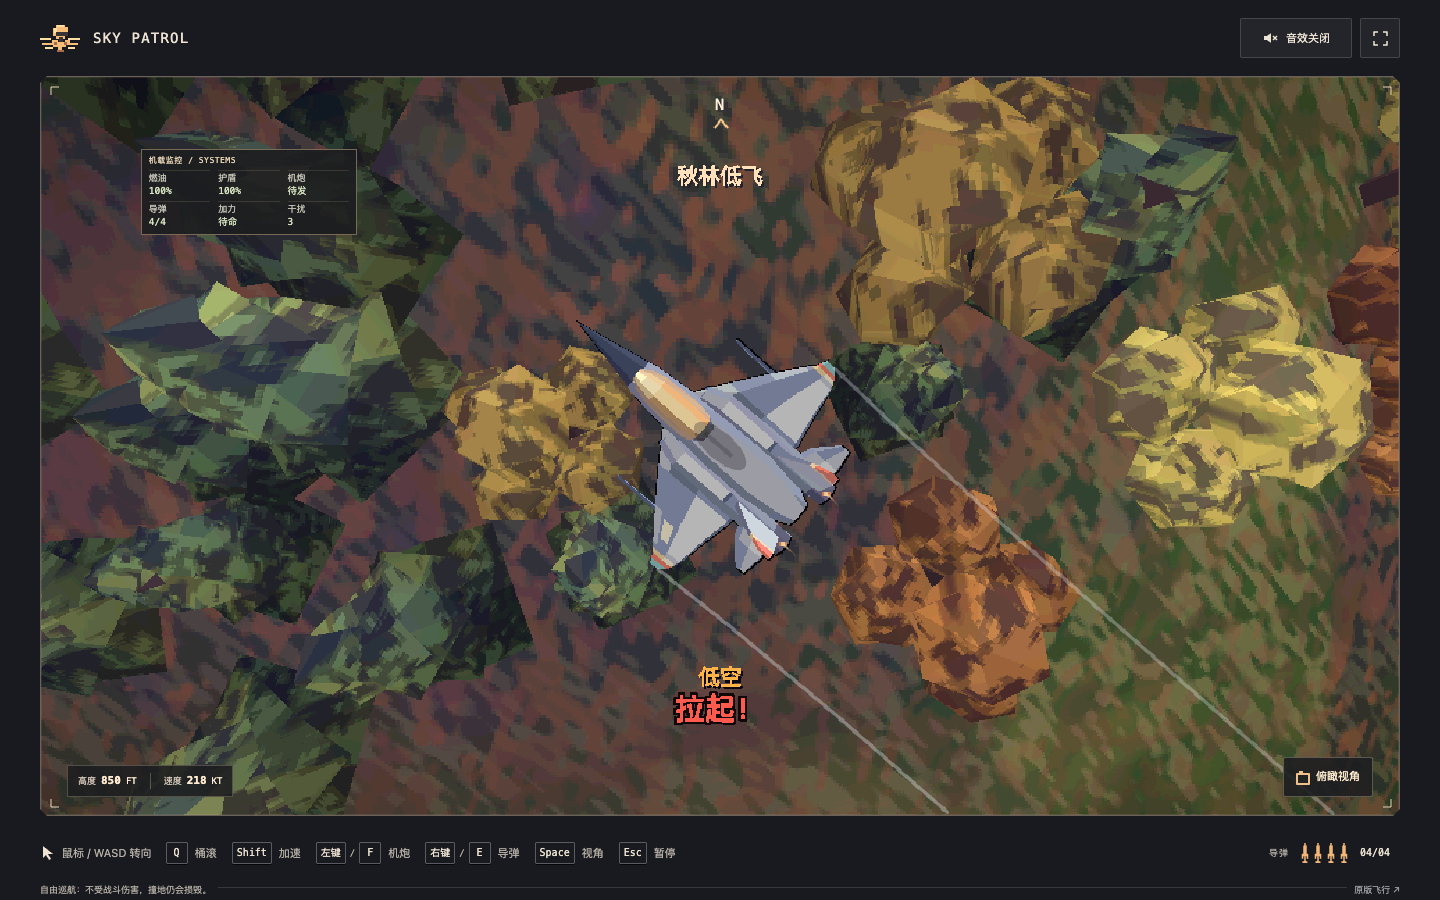 SKY PATROL
音效关闭
N
秋林低飞
机载监控 / SYSTEMS
燃油 护盾 机炮
100% 100% 待发
导弹 加力 干扰
4/4 待命 3
低空
拉起!
高度 850 FT 速度 218 KT
俯瞰视角
鼠标 / WASD 转向 Q 桶滚 Shift 加速 左键 / F 机炮 右键 / E 导弹 Space 视角 Esc 暂停
导弹 04/04
自由巡航: 不受战斗伤害, 撞地仍会损毁。
原版飞行 ↗